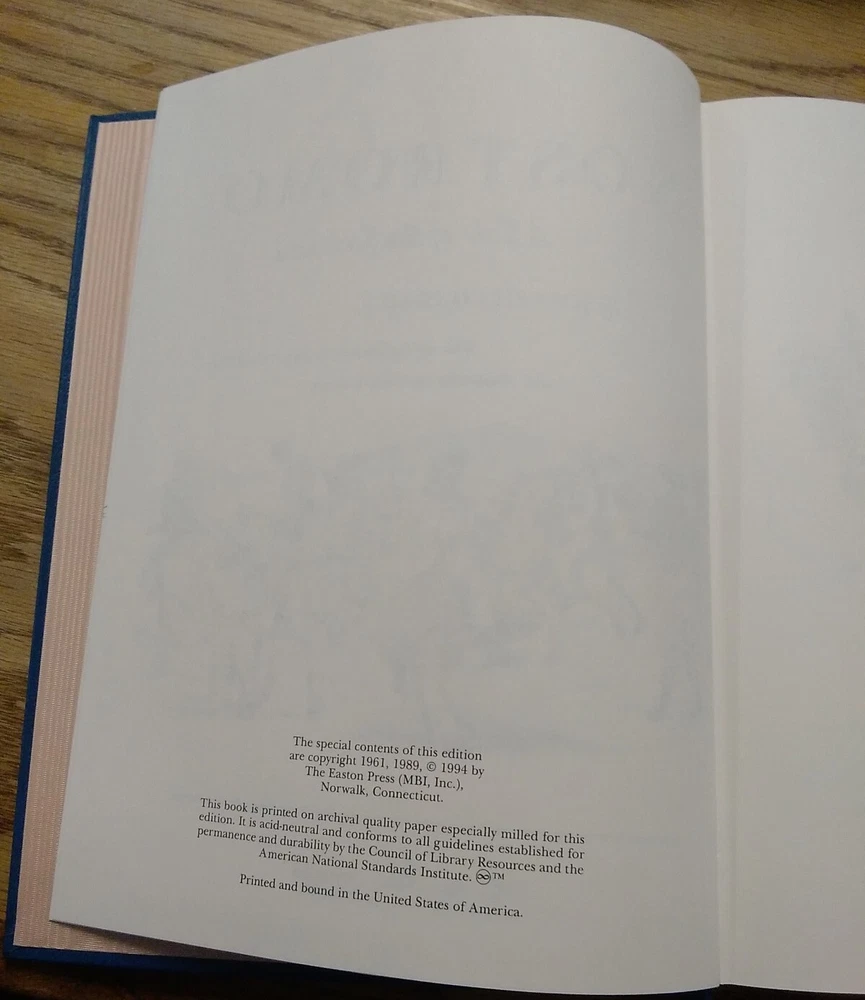 The special contents of this edition
are copyright 1961, 1989, © 1994 by
The Easton Press (MBI, Inc.),
Norwalk, Connecticut.
This book is printed on archival quality paper especially milled for this
edition. It is acid-neutral and conforms to all guidelines established for
permanence and durability by the Council of Library Resources and the
American National Standards Institute. ♾™
Printed and bound in the United States of America.